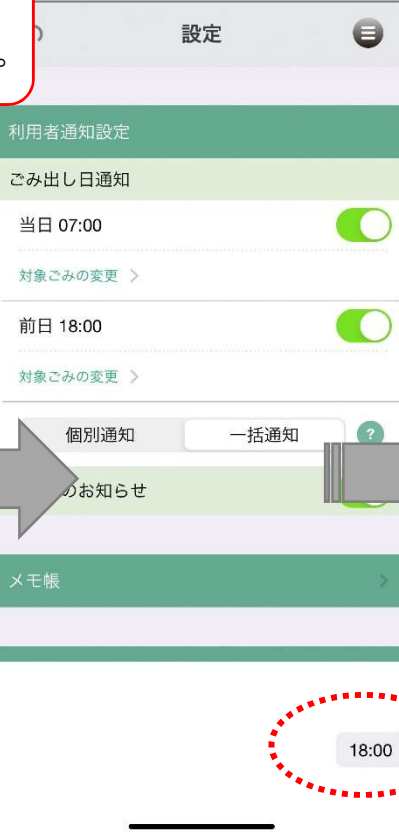 。
設定
利用者通知設定
ごみ出し日通知
当日 07:00
対象ごみの変更 >
前日 18:00
対象ごみの変更 >
個別通知 一括通知 ?
のお知らせ
メモ帳 >
18:00